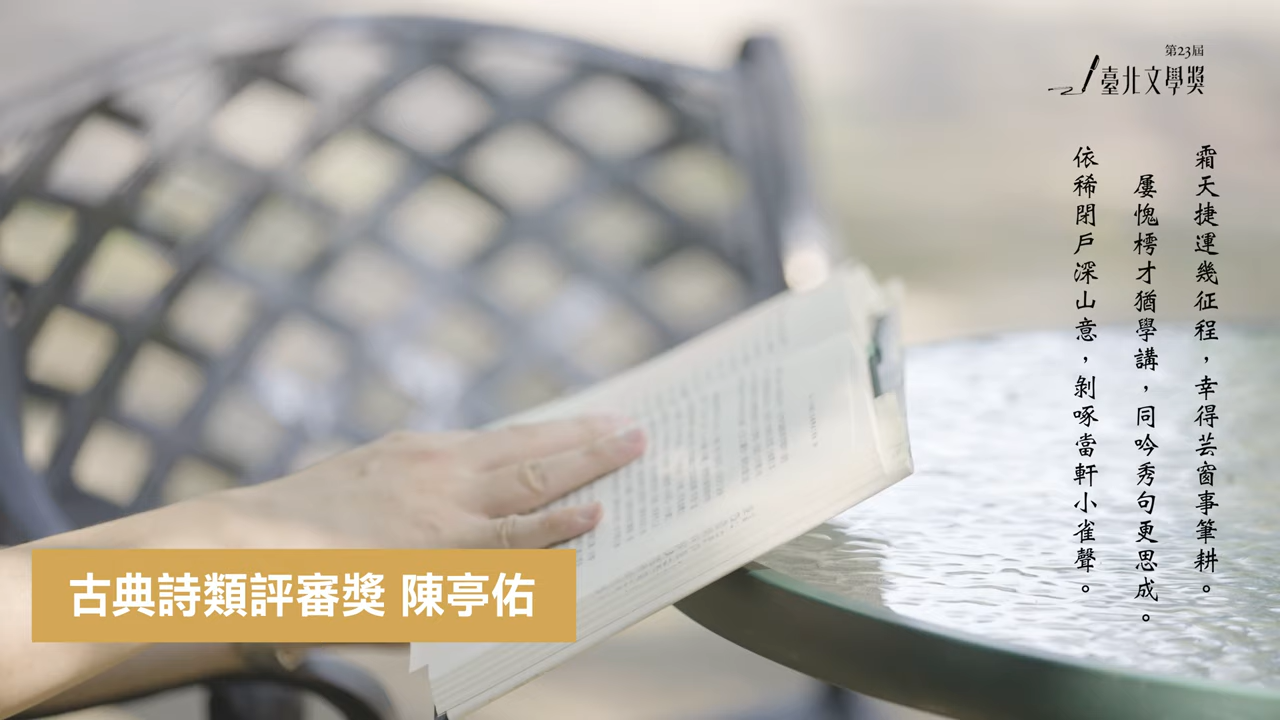 第23屆
臺北文學獎
霜天捷運幾征程，幸得芸窗事筆耕。
屢愧樗才猶學講，同吟秀句更思成。
依稀閉戶深山意，剝啄當軒小雀聲。
古典詩類評審獎 陳亭佑